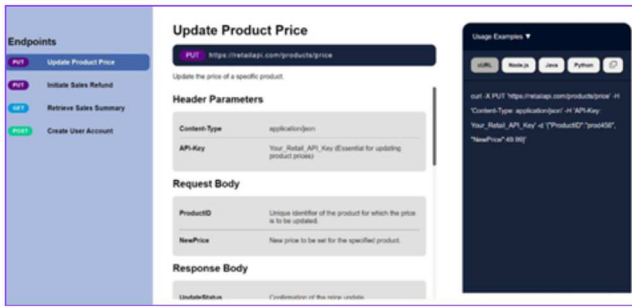 Endpoints
PUT Update Product Price
PUT Initiate Sales Refund
GET Retrieve Sales Summary
POST Create User Account
Update Product Price
PUT https://retailapi.com/products/price
Update the price of a specific product.
Header Parameters
Content-Type application/json
API-Key Your_Retail_API_Key (Essential for updating
product prices)
Request Body
ProductID Unique identifier of the product for which the price
is to be updated.
NewPrice New price to be set for the specified product.
Response Body
UpdateStatus Confirmation of the price update.
Usage Examples ▼
cURL Node.js Java Python
curl -X PUT 'https://retailapi.com/products/price' -H
'Content-Type: application/json' -H 'API-Key:
Your_Retail_API_Key' -d '{"ProductID":"prod456",
"NewPrice":49.99}'